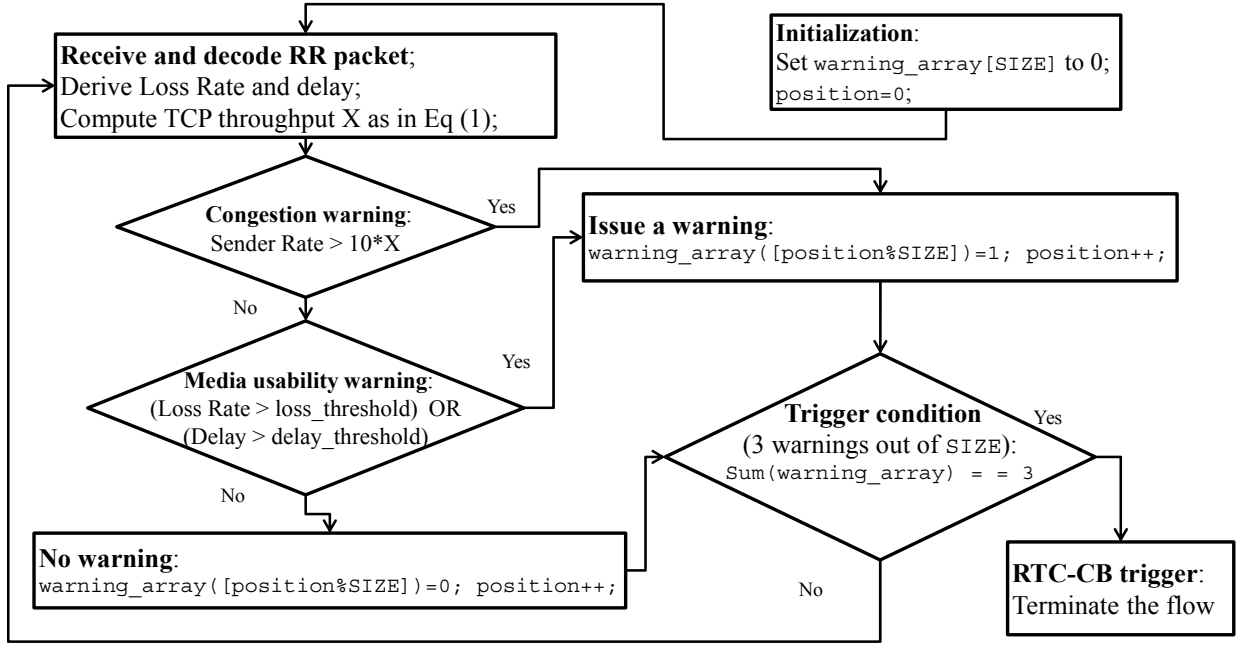 Initialization:
Set warning_array[SIZE] to 0;
position=0;
Receive and decode RR packet;
Derive Loss Rate and delay;
Compute TCP throughput X as in Eq (1);
Congestion warning:
Sender Rate > 10*X
Yes
No
Issue a warning:
warning_array([position%SIZE])=1; position++;
Media usability warning:
(Loss Rate > loss_threshold) OR
(Delay > delay_threshold)
Yes
No
No warning:
warning_array([position%SIZE])=0; position++;
Trigger condition
(3 warnings out of SIZE):
Sum(warning_array) = = 3
Yes
No
RTC-CB trigger:
Terminate the flow